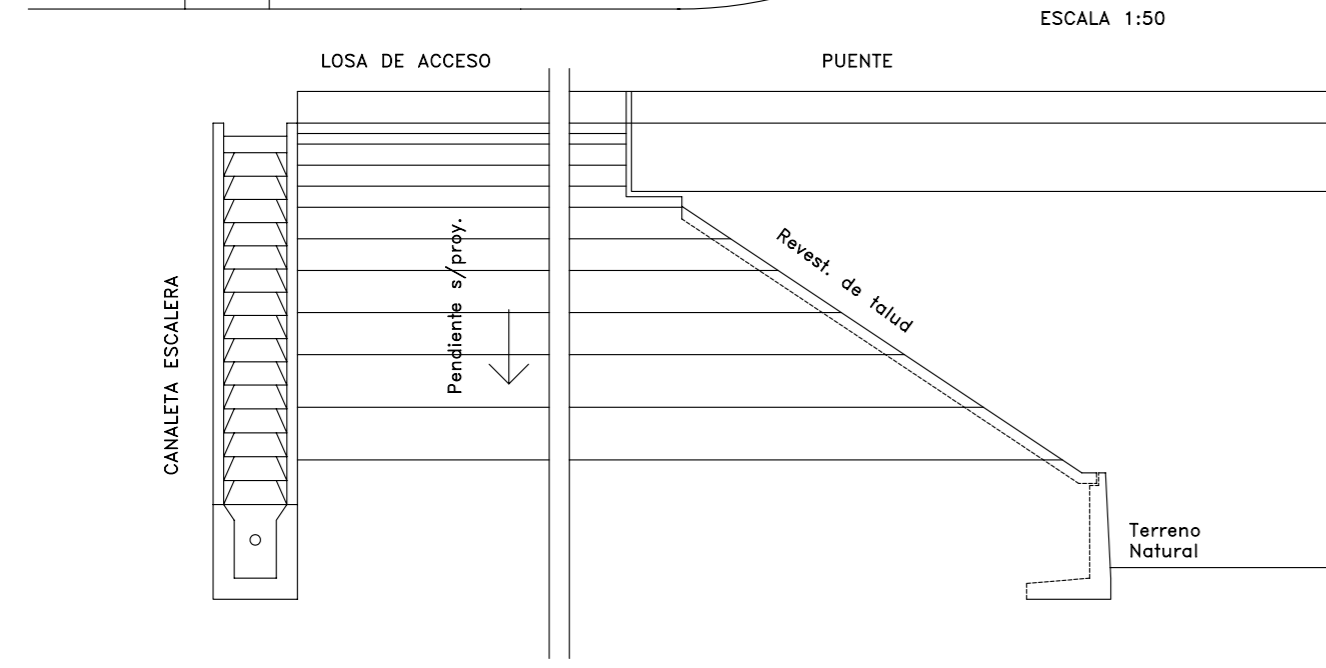 ESCALA 1:50
LOSA DE ACCESO
PUENTE
CANALETA ESCALERA
Pendiente s/proy.
Revest. de talud
Terreno
Natural